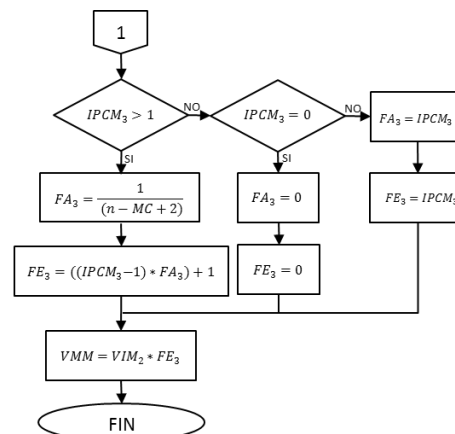 1
IPCM₃ > 1
NO
IPCM₃ = 0
NO
FA₃ = IPCM₃
SI
SI
FA₃ = 1 / (n − MC + 2)
FA₃ = 0
FE₃ = IPCM₃
FE₃ = ((IPCM₃−1) * FA₃) + 1
FE₃ = 0
VMM = VIM₂ * FE₃
FIN